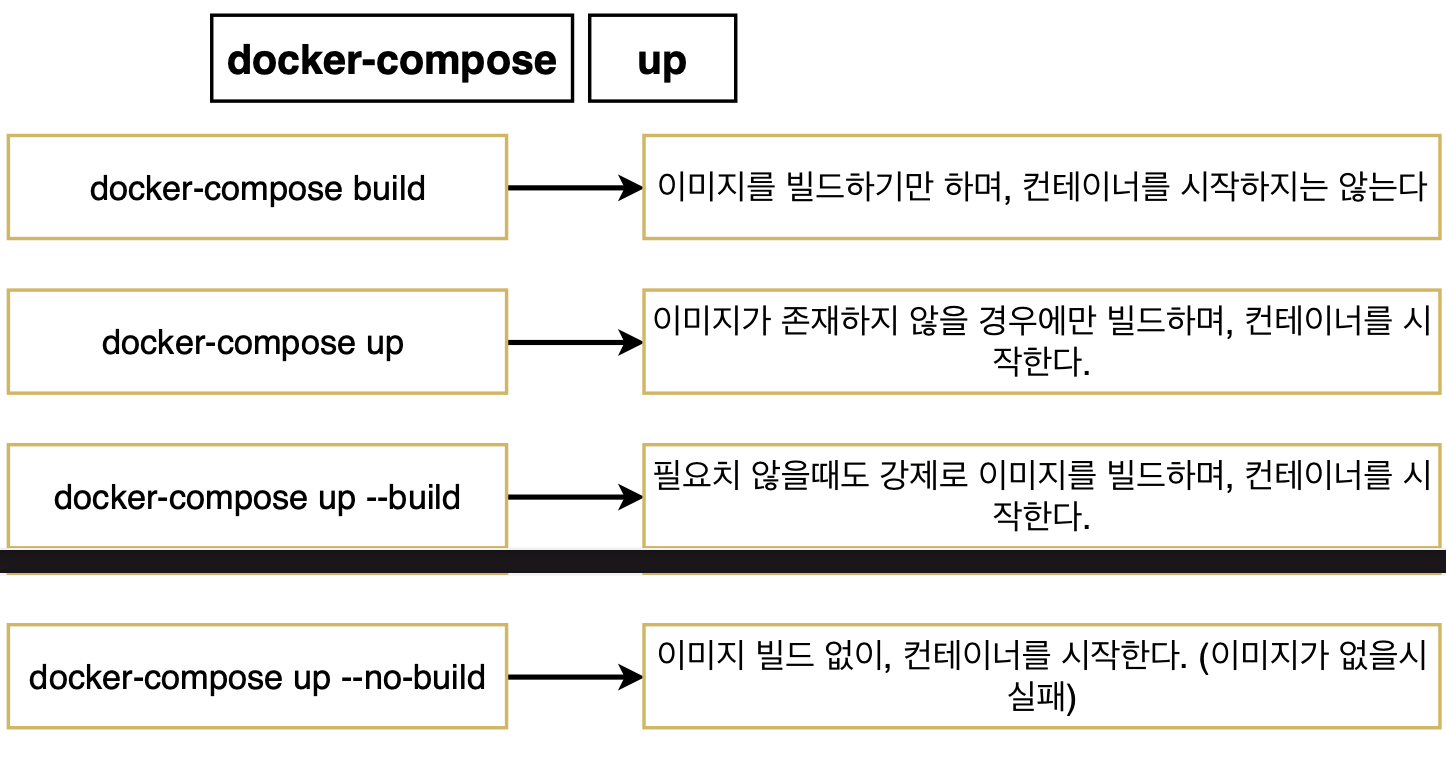 docker-compose up
docker-compose build
이미지를 빌드하기만 하며, 컨테이너를 시작하지는 않는다
docker-compose up
이미지가 존재하지 않을 경우에만 빌드하며, 컨테이너를 시
작한다.
docker-compose up --build
필요치 않을때도 강제로 이미지를 빌드하며, 컨테이너를 시
작한다.
docker-compose up --no-build
이미지 빌드 없이, 컨테이너를 시작한다. (이미지가 없을시
실패)